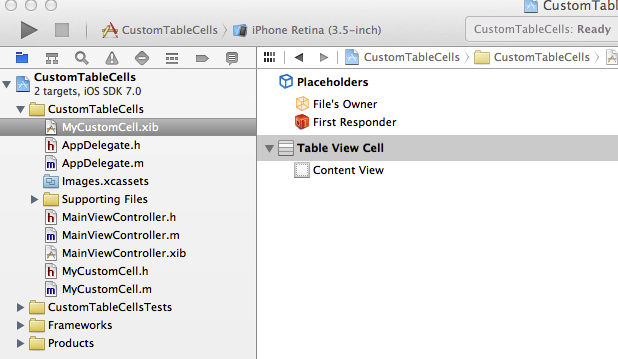 CustomTab
CustomTableCells
iPhone Retina (3.5-inch)
CustomTableCells: Ready
CustomTableCells
CustomTableCells
CustomTableCells
2 targets, iOS SDK 7.0
CustomTableCells
MyCustomCell.xib
AppDelegate.h
AppDelegate.m
Images.xcassets
Supporting Files
MainViewController.h
MainViewController.m
MainViewController.xib
MyCustomCell.h
MyCustomCell.m
CustomTableCellsTests
Frameworks
Products
Placeholders
File's Owner
First Responder
Table View Cell
Content View